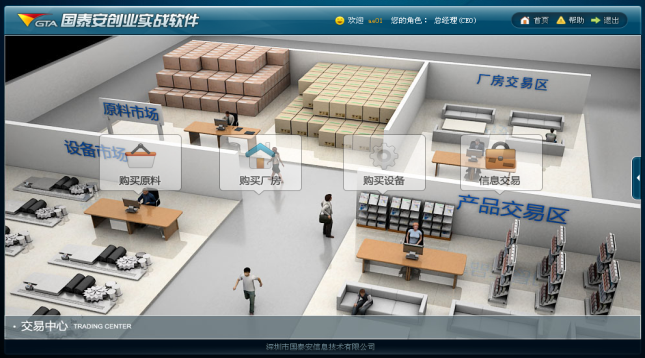 GTA 国泰安创业实战软件
欢迎 aa01 您的角色： 总经理(CEO)
首页 帮助 退出
厂房交易区
原料市场
设备市场
购买原料 购买厂房 购买设备 信息交易
产品交易区
交易中心 TRADING CENTER
深圳市国泰安信息技术有限公司